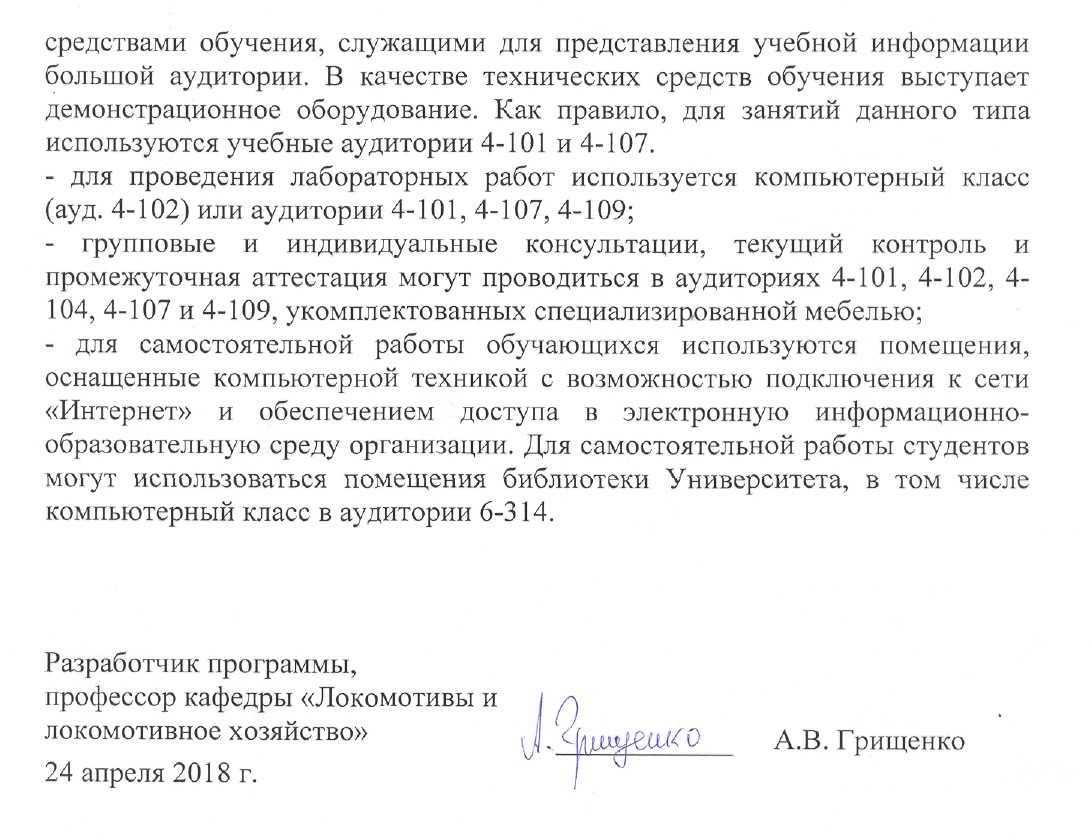 средствами обучения, служащими для представления учебной информации
большой аудитории. В качестве технических средств обучения выступает
демонстрационное оборудование. Как правило, для занятий данного типа
используются учебные аудитории 4-101 и 4-107.
- для проведения лабораторных работ используется компьютерный класс
(ауд. 4-102) или аудитории 4-101, 4-107, 4-109;
- групповые и индивидуальные консультации, текущий контроль и
промежуточная аттестация могут проводиться в аудиториях 4-101, 4-102, 4-
104, 4-107 и 4-109, укомплектованных специализированной мебелью;
- для самостоятельной работы обучающихся используются помещения,
оснащенные компьютерной техникой с возможностью подключения к сети
«Интернет» и обеспечением доступа в электронную информационно-
образовательную среду организации. Для самостоятельной работы студентов
могут использоваться помещения библиотеки Университета, в том числе
компьютерный класс в аудитории 6-314.
Разработчик программы,
профессор кафедры «Локомотивы и
локомотивное хозяйство»
А. Грищенко
А.В. Грищенко
24 апреля 2018 г.